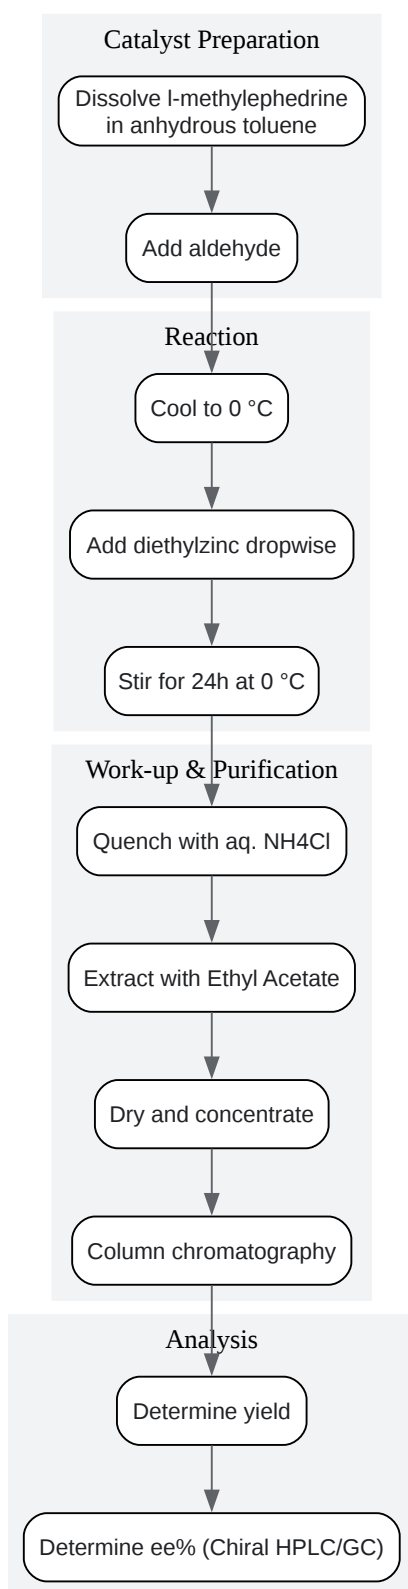 Catalyst Preparation
Dissolve l-methylephedrine
in anhydrous toluene
Add aldehyde
Reaction
Cool to 0 °C
Add diethylzinc dropwise
Stir for 24h at 0 °C
Work-up & Purification
Quench with aq. NH4Cl
Extract with Ethyl Acetate
Dry and concentrate
Column chromatography
Analysis
Determine yield
Determine ee% (Chiral HPLC/GC)